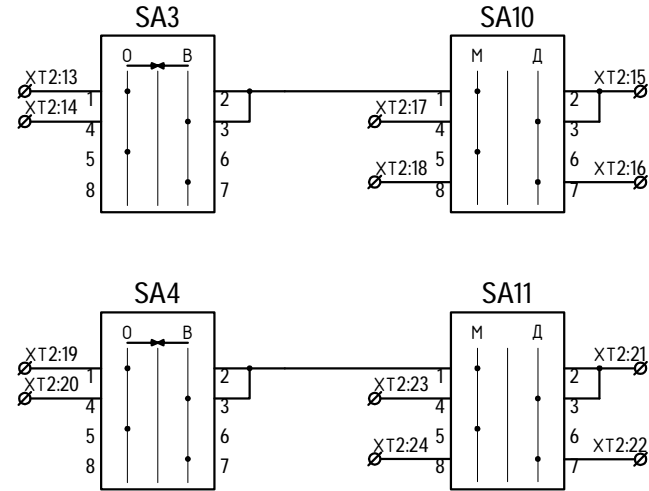 SA3 SA10
О В М Д
XT2:13 XT2:15
1 2 1 2
XT2:14 XT2:17
4 3 4 3
5 6 XT2:18 5 6 XT2:16
8 7 8 7
SA4 SA11
О В М Д
XT2:19 XT2:21
1 2 1 2
XT2:20 XT2:23
4 3 4 3
5 6 XT2:24 5 6 XT2:22
8 7 8 7